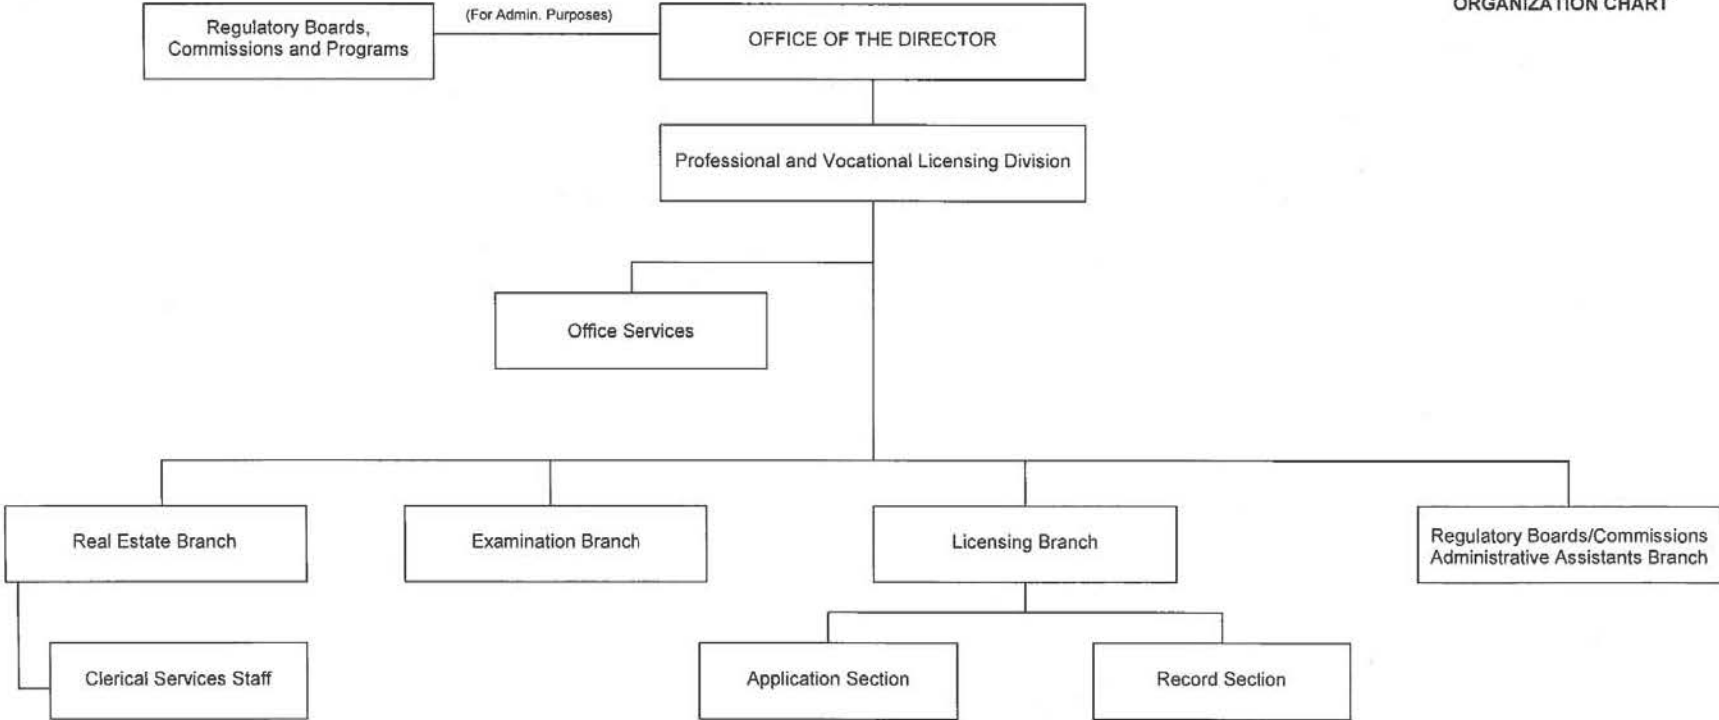 ORGANIZATION CHART
(For Admin. Purposes)
Regulatory Boards,
Commissions and Programs
OFFICE OF THE DIRECTOR
Professional and Vocational Licensing Division
Office Services
Real Estate Branch
Examination Branch
Licensing Branch
Regulatory Boards/Commissions
Administrative Assistants Branch
Clerical Services Staff
Application Section
Record Section